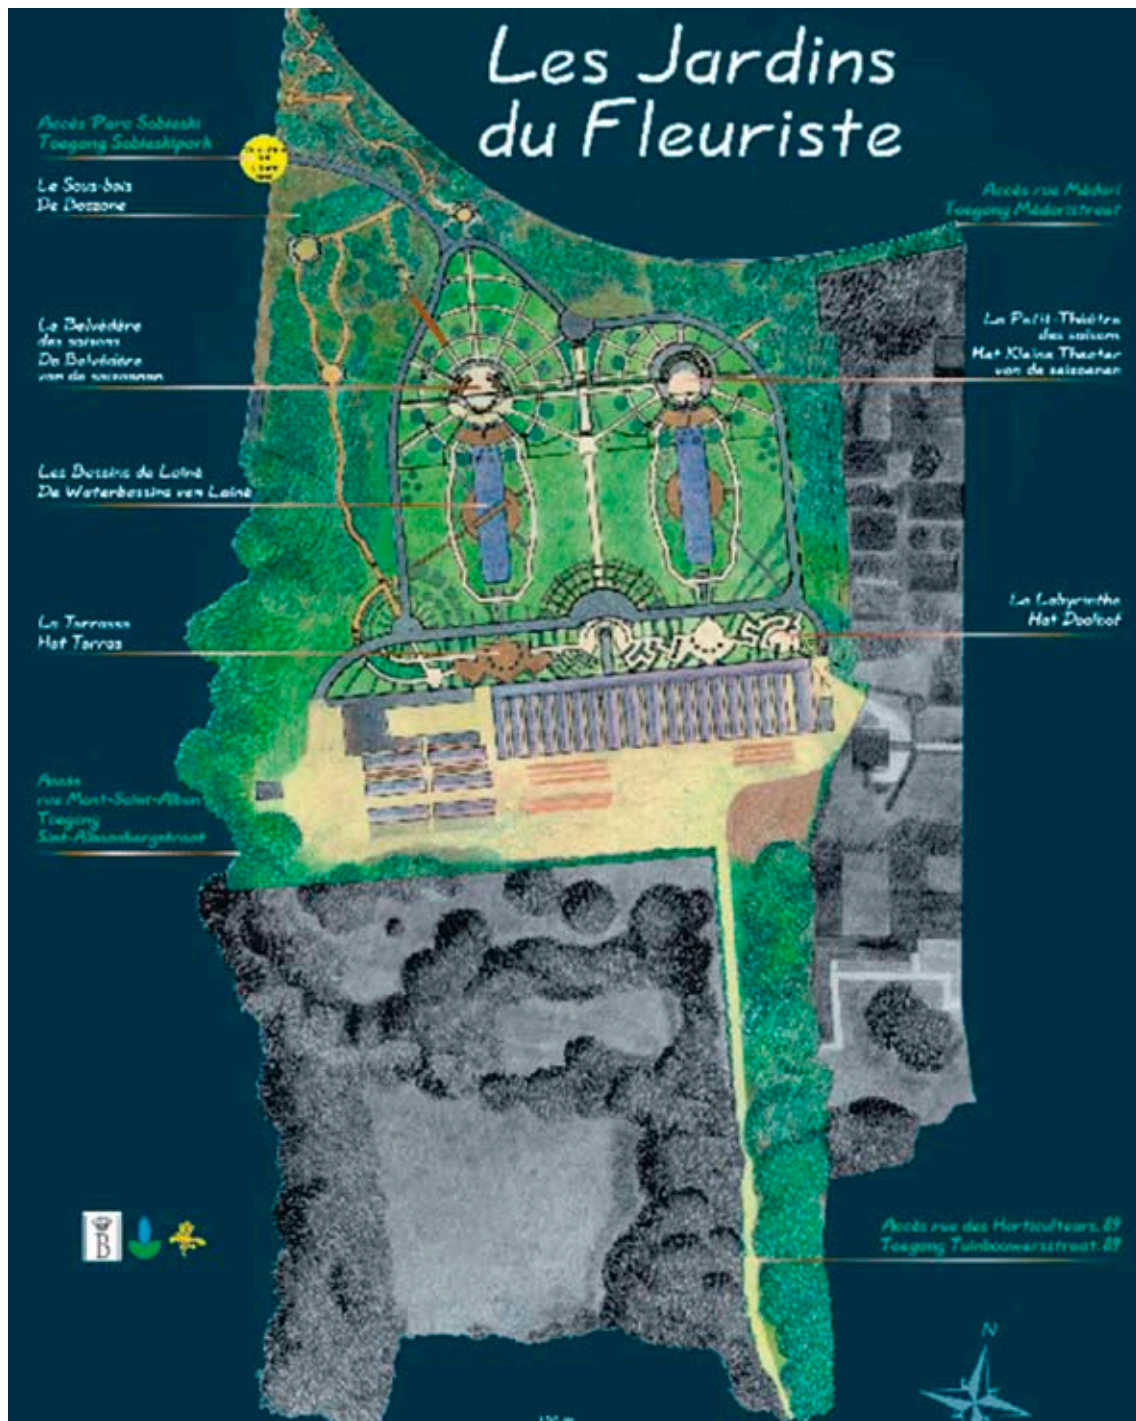 Les Jardins
du Fleuriste
Accès Parc Sobieski
Toegang Sobieskipark
Le Sous-bois
De Boszone
Accès rue Médori
Toegang Médoristraat
Le Belvédère
des saisons
De Belvédère
van de seizoenen
Le Petit Théâtre
des saisons
Het Kleine Theater
van de seizoenen
Les Bassins de Lainé
De Waterbassins van Lainé
La Terrasse
Het Terras
Le Labyrinthe
Het Doolhof
Accès
rue Mont-Saint-Alban
Toegang
Sint-Albaansbergstraat
B
Accès rue des Horticulteurs, 89
Toegang Tuinbouwersstraat, 89
N